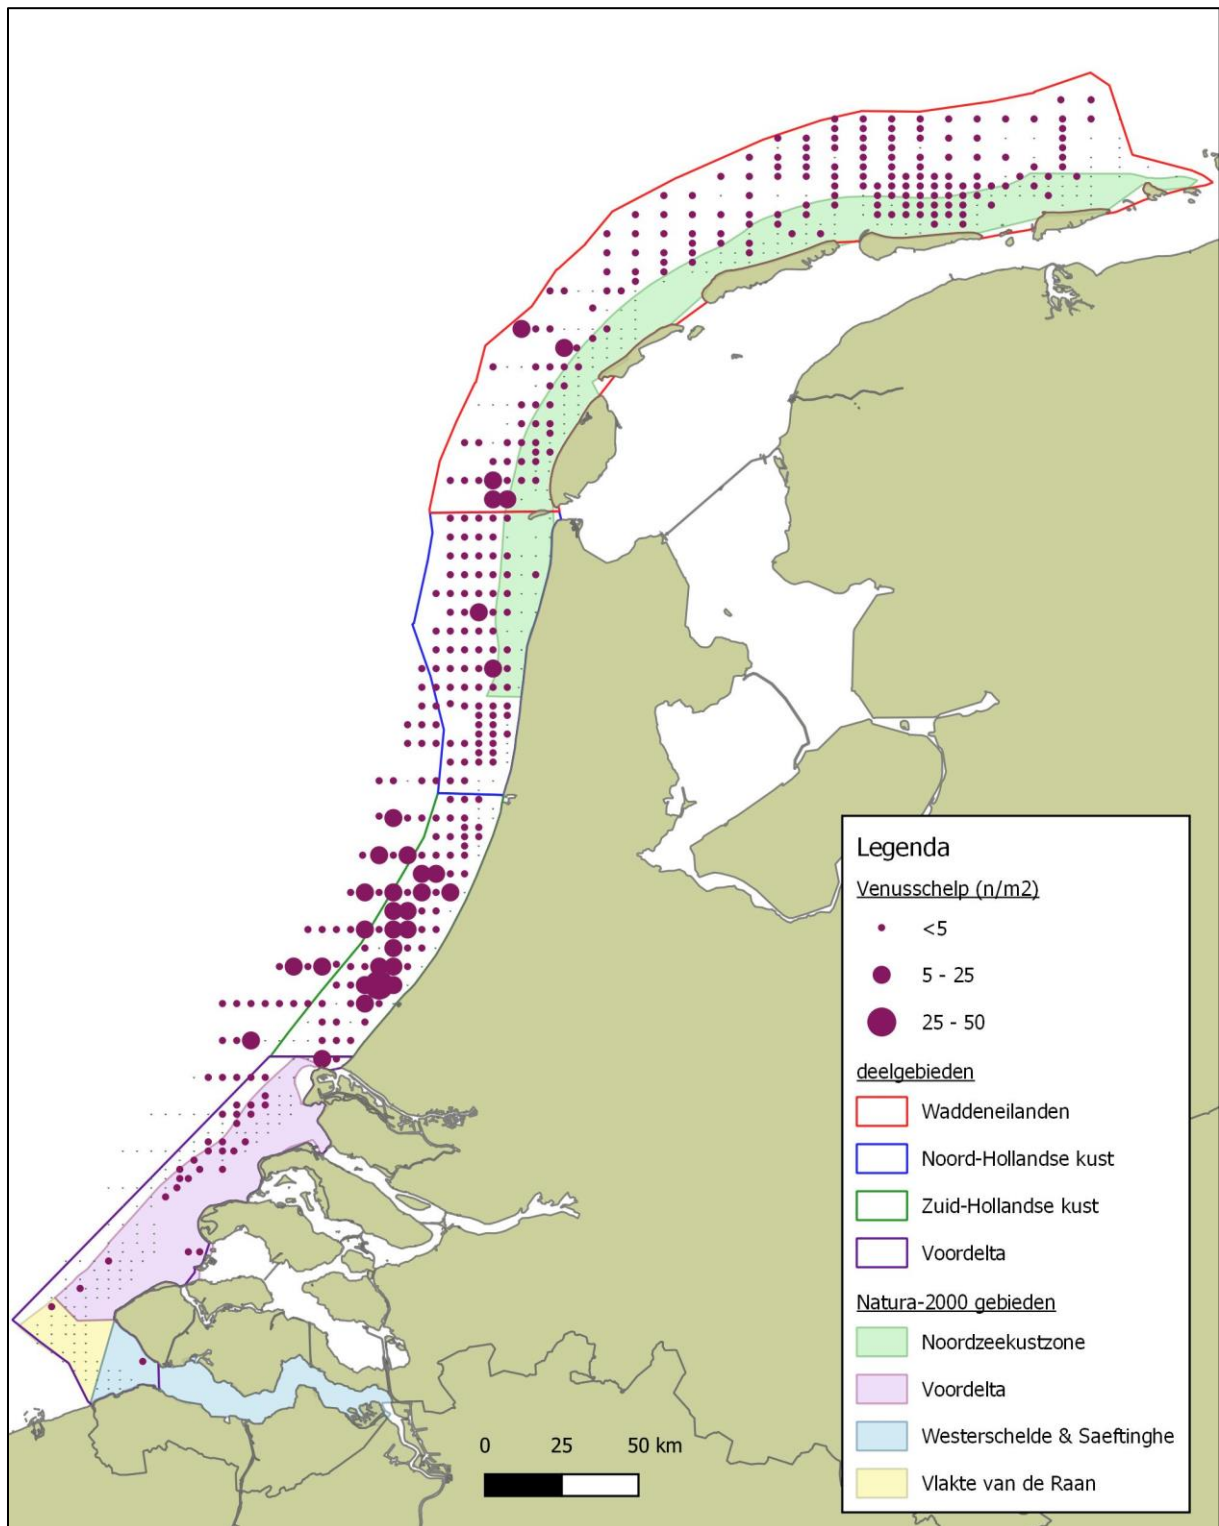 Legenda
Venusschelp (n/m2)
<5
5 - 25
25 - 50
deelgebieden
Waddeneilanden
Noord-Hollandse kust
Zuid-Hollandse kust
Voordelta
Natura-2000 gebieden
Noordzeekustzone
Voordelta
Westerschelde & Saeftinghe
Vlakte van de Raan
0 25 50 km